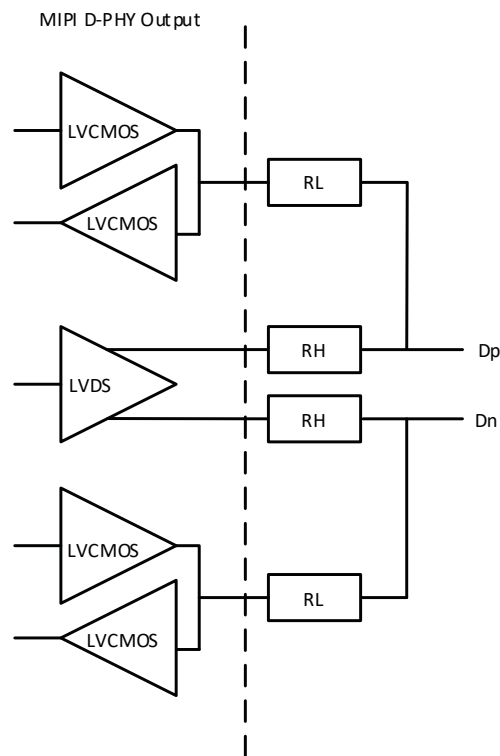 MIPI D-PHY Output
LVCMOS
RL
LVCMOS
RH
Dp
LVDS
RH
Dn
LVCMOS
RL
LVCMOS